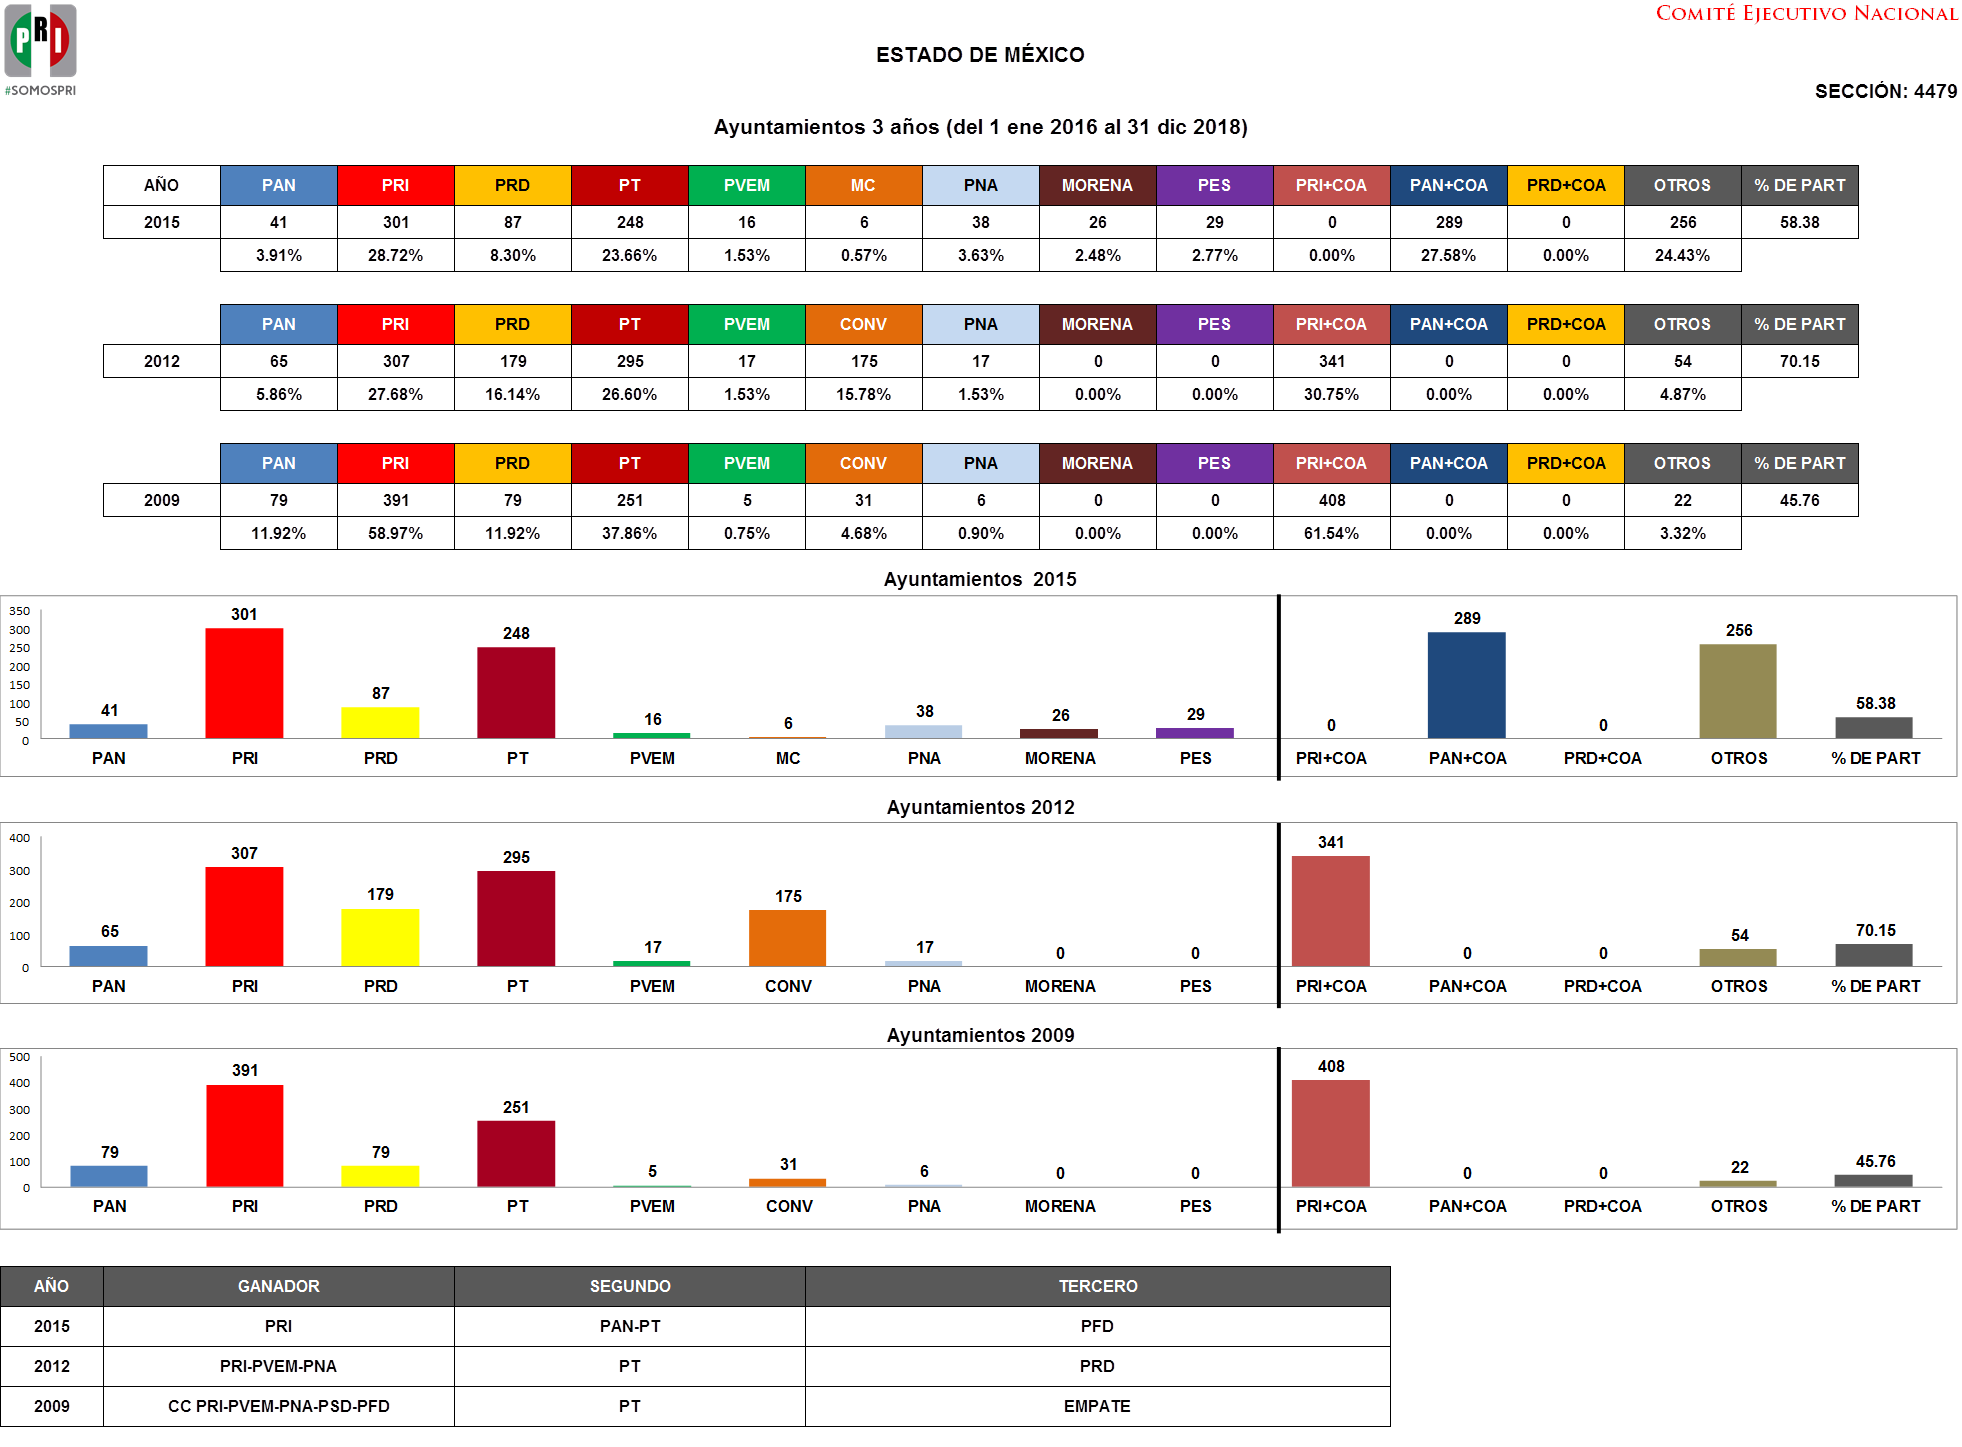 PRI
#SOMOSPRI
COMITÉ EJECUTIVO NACIONAL
ESTADO DE MÉXICO
SECCIÓN: 4479
Ayuntamientos 3 años (del 1 ene 2016 al 31 dic 2018)
AÑO PAN PRI PRD PT PVEM MC PNA MORENA PES PRI+COA PAN+COA PRD+COA OTROS % DE PART
2015 41 301 87 248 16 6 38 26 29 0 289 0 256 58.38
3.91% 28.72% 8.30% 23.66% 1.53% 0.57% 3.63% 2.48% 2.77% 0.00% 27.58% 0.00% 24.43%
PAN PRI PRD PT PVEM CONV PNA MORENA PES PRI+COA PAN+COA PRD+COA OTROS % DE PART
2012 65 307 179 295 17 175 17 0 0 341 0 0 54 70.15
5.86% 27.68% 16.14% 26.60% 1.53% 15.78% 1.53% 0.00% 0.00% 30.75% 0.00% 0.00% 4.87%
PAN PRI PRD PT PVEM CONV PNA MORENA PES PRI+COA PAN+COA PRD+COA OTROS % DE PART
2009 79 391 79 251 5 31 6 0 0 408 0 0 22 45.76
11.92% 58.97% 11.92% 37.86% 0.75% 4.68% 0.90% 0.00% 0.00% 61.54% 0.00% 0.00% 3.32%
Ayuntamientos 2015
350
300
250
200
150
100
50
0
41 301 87 248 16 6 38 26 29 0 289 0 256 58.38
PAN PRI PRD PT PVEM MC PNA MORENA PES PRI+COA PAN+COA PRD+COA OTROS % DE PART
Ayuntamientos 2012
400
300
200
100
0
65 307 179 295 17 175 17 0 0 341 0 0 54 70.15
PAN PRI PRD PT PVEM CONV PNA MORENA PES PRI+COA PAN+COA PRD+COA OTROS % DE PART
Ayuntamientos 2009
500
400
300
200
100
0
79 391 79 251 5 31 6 0 0 408 0 0 22 45.76
PAN PRI PRD PT PVEM CONV PNA MORENA PES PRI+COA PAN+COA PRD+COA OTROS % DE PART
AÑO GANADOR SEGUNDO TERCERO
2015 PRI PAN-PT PFD
2012 PRI-PVEM-PNA PT PRD
2009 CC PRI-PVEM-PNA-PSD-PFD PT EMPATE